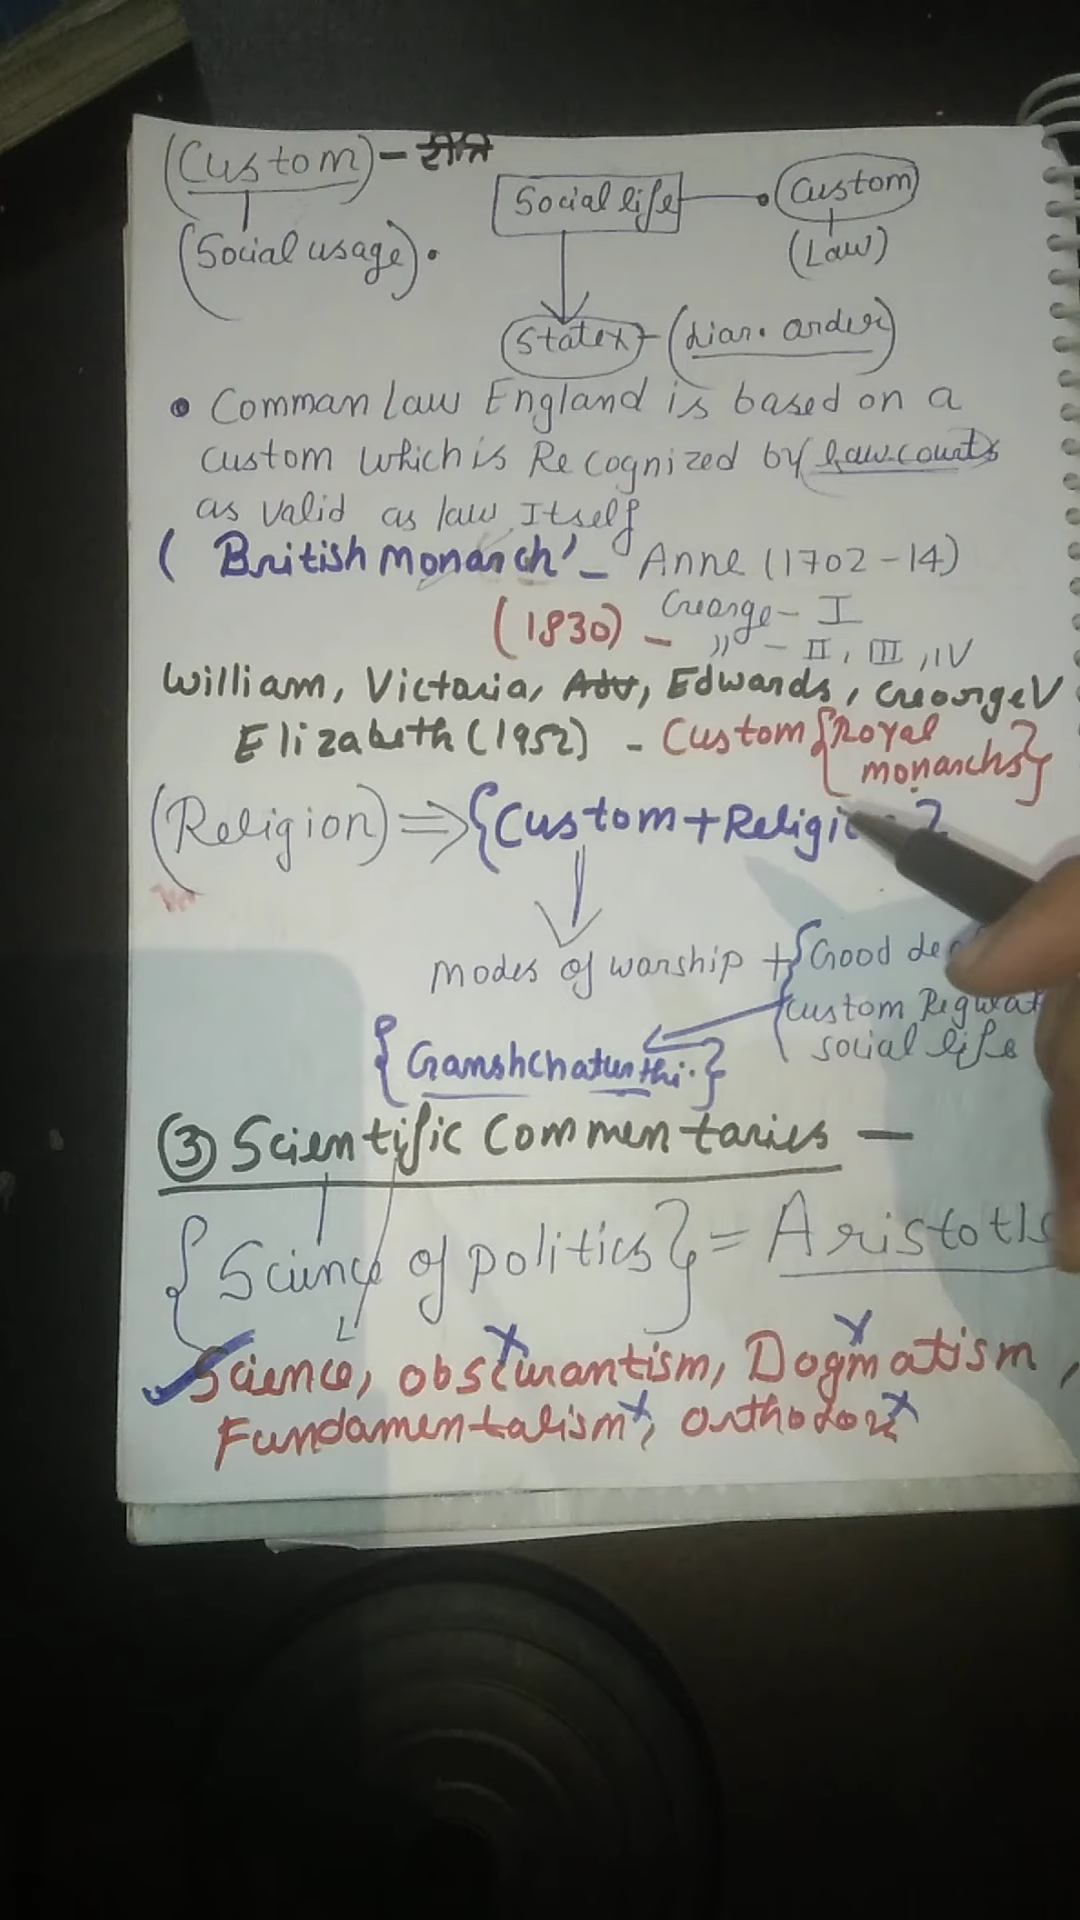 (Custom) - रीति
(Social usage).
Social life — (Custom)
(Law)
(State x) - (Liar. order)
• Comman Law England is based on a
custom which is Recognized by law.courts
as valid as law Itself
( British monarch' - Anne (1702-14)
(1830) - George - I
" - II, III, IV
William, Victoria, Edwards, George V
Elizabeth (1952) - Custom {Royal
monarchs}
(Religion) ⇒ {Custom + Religi
modes of worship + {Good
custom
social life
{Ganshchaturthi.}
③ Scientific Commentaries —
{Science of politics} = Aristotls
✓ Science, obscurantism, Dogmatism,
Fundamentalism x, orthodox x